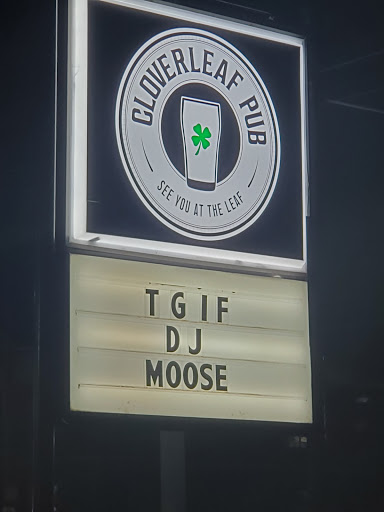 CLOVERLEAF PUB
SEE YOU AT THE LEAF
TGIF
DJ
MOOSE